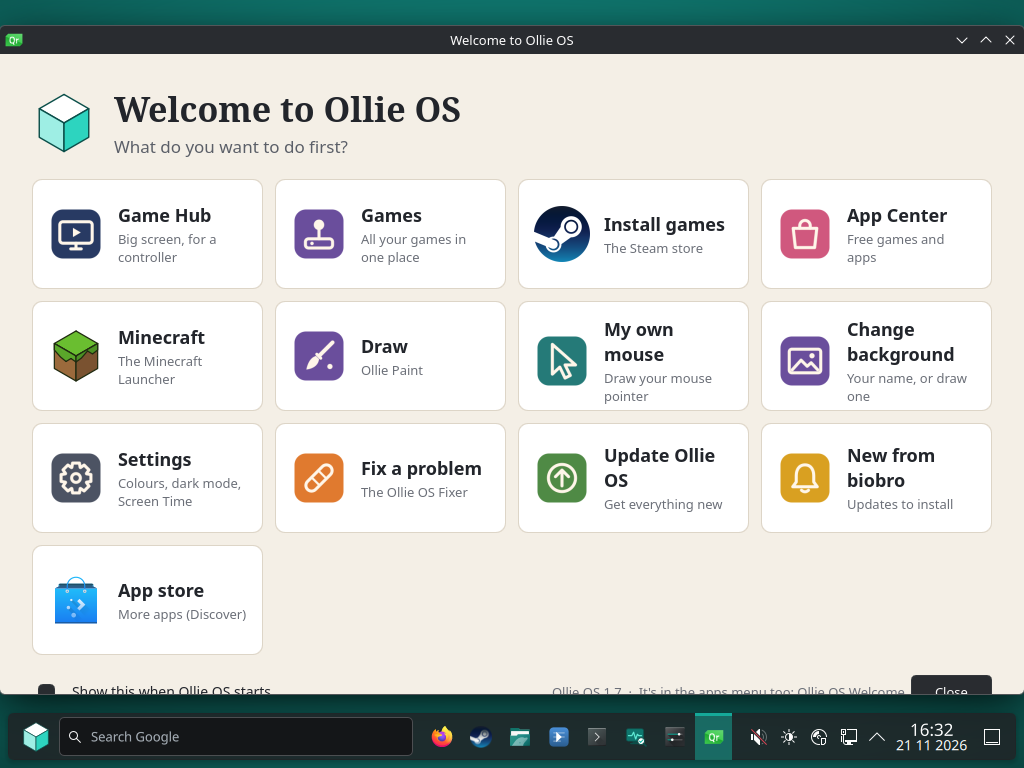 Qr
Welcome to Ollie OS
Welcome to Ollie OS
What do you want to do first?
Game Hub
Big screen, for a
controller
Games
All your games in
one place
Install games
The Steam store
App Center
Free games and
apps
Minecraft
The Minecraft
Launcher
Draw
Ollie Paint
My own
mouse
Draw your mouse
pointer
Change
background
Your name, or draw
one
Settings
Colours, dark mode,
Screen Time
Fix a problem
The Ollie OS Fixer
Update Ollie
OS
Get everything new
New from
biobro
Updates to install
App store
More apps (Discover)
Show this when Ollie OS starts
Ollie OS 1.7 · It's in the apps menu too: Ollie OS Welcome
Close
Search Google
Qr
16:32
21 11 2026